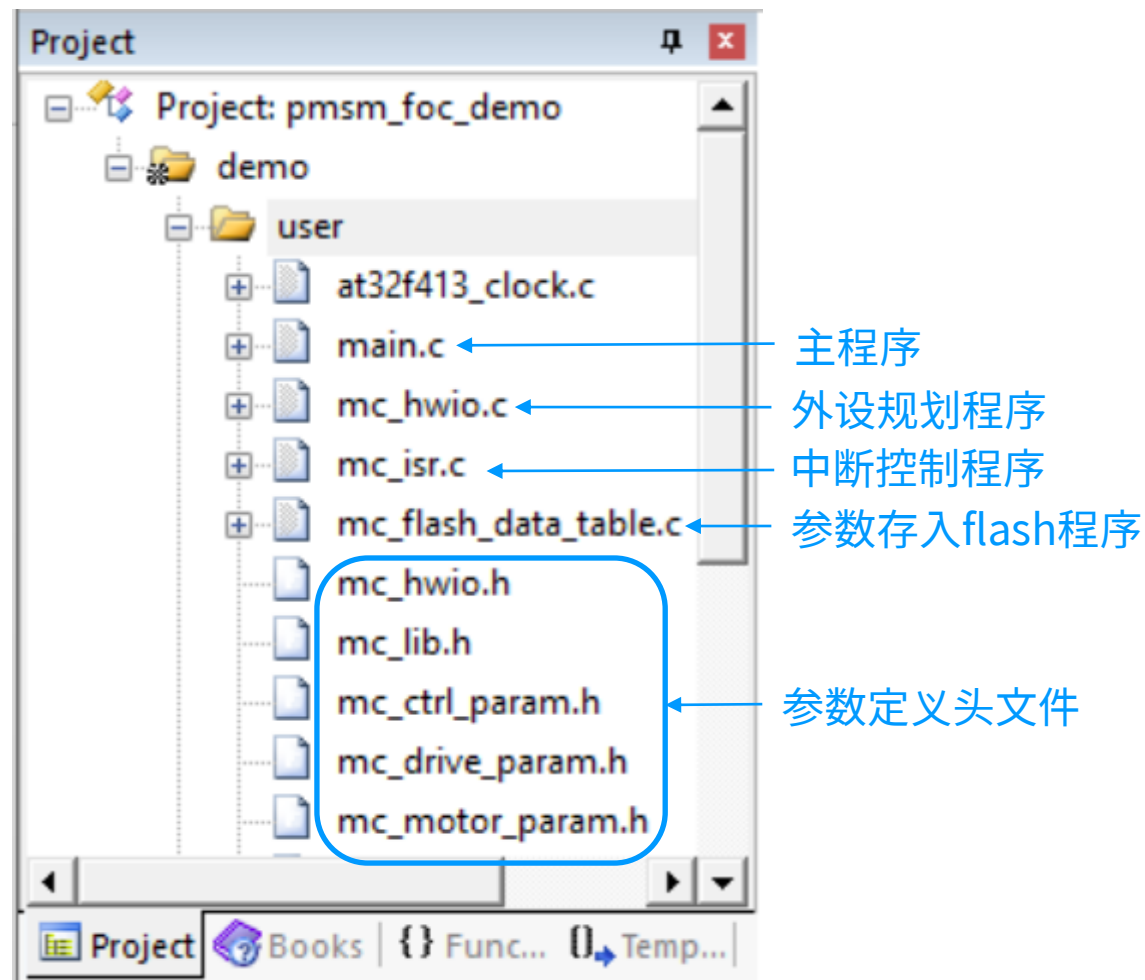 Project
Project: pmsm_foc_demo
demo
user
at32f413_clock.c
main.c 主程序
mc_hwio.c 外设规划程序
mc_isr.c 中断控制程序
mc_flash_data_table.c 参数存入flash程序
mc_hwio.h
mc_lib.h
mc_ctrl_param.h 参数定义头文件
mc_drive_param.h
mc_motor_param.h
Project Books {} Func... Temp...